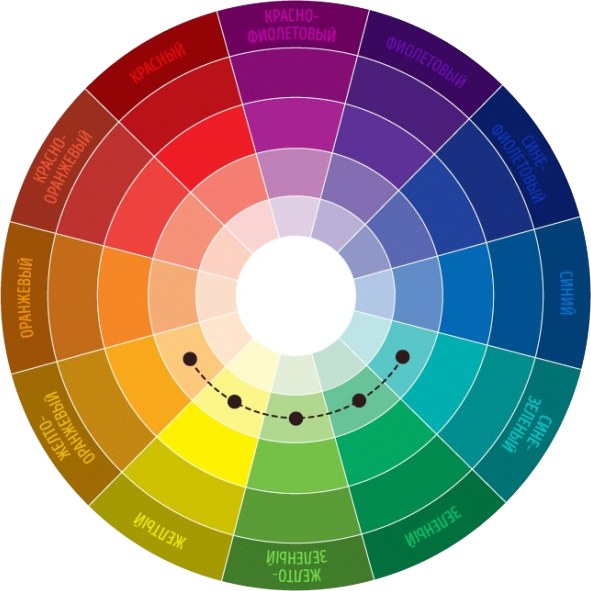 КРАСНО-
ФИОЛЕТОВЫЙ
ФИОЛЕТОВЫЙ
СИНЕ-
ФИОЛЕТОВЫЙ
СИНИЙ
СИНЕ-
ЗЕЛЕНЫЙ
ЗЕЛЕНЫЙ
ЖЕЛТО-
ЗЕЛЕНЫЙ
ЖЕЛТЫЙ
ЖЕЛТО-
ОРАНЖЕВЫЙ
ОРАНЖЕВЫЙ
КРАСНО-
ОРАНЖЕВЫЙ
КРАСНЫЙ